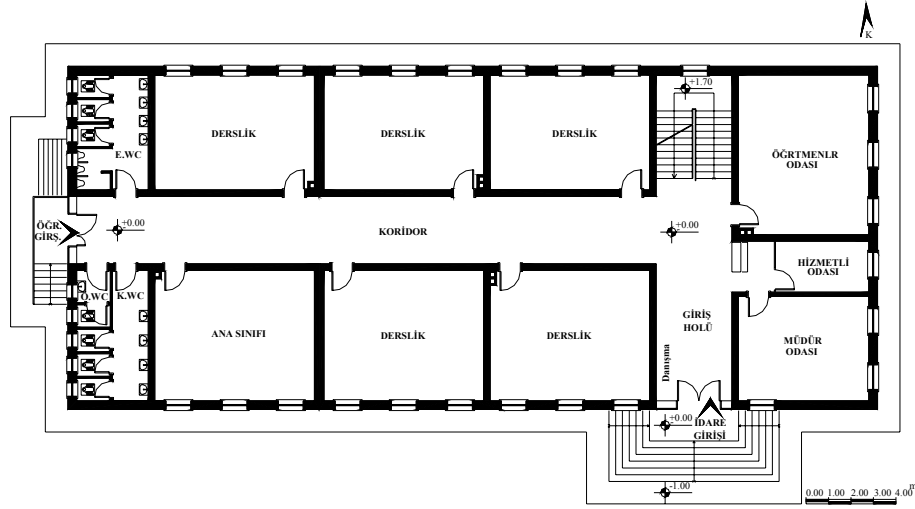 K
+1.70
DERSLİK
DERSLİK
DERSLİK
E.WC
ÖĞRTMENLR
ODASI
ÖĞR.
GİRŞ.
+0.00
KORİDOR
+0.00
HİZMETLİ
ODASI
Ö.WC
K.WC
ANA SINIFI
DERSLİK
DERSLİK
GİRİŞ
HOLÜ
MÜDÜR
ODASI
Danışma
+0.00
İDARE
GİRİŞİ
-1.00
m
0.00 1.00 2.00 3.00 4.00